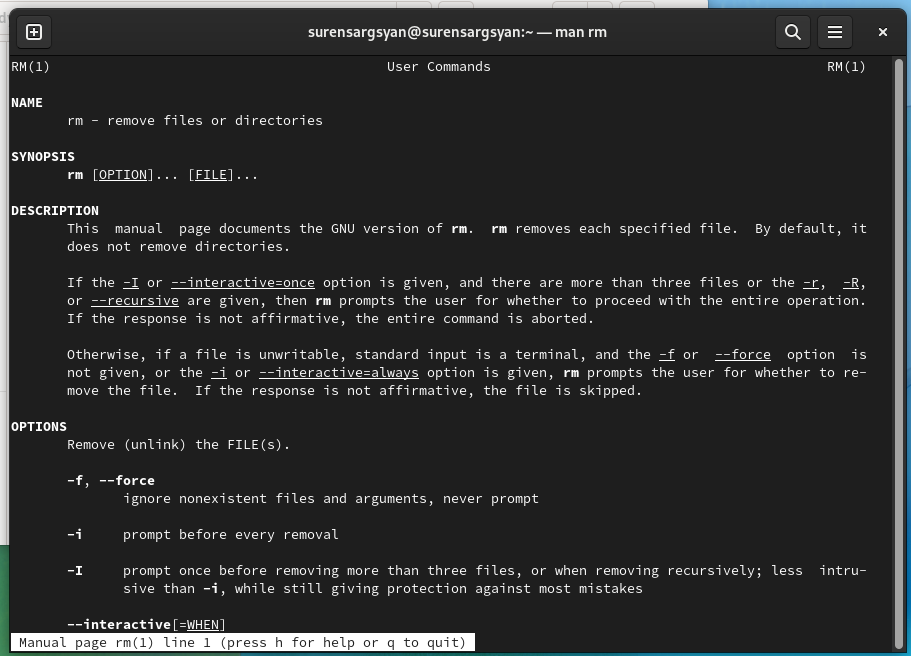 surensargsyan@surensargsyan:~ — man rm
RM(1) User Commands RM(1)
NAME
rm - remove files or directories
SYNOPSIS
rm [OPTION]... [FILE]...
DESCRIPTION
This  manual  page documents the GNU version of rm.  rm removes each specified file.  By default, it
does not remove directories.
If the -I or --interactive=once option is given, and there are more than three files or the -r,  -R,
or --recursive are given, then rm prompts the user for whether to proceed with the entire operation.
If the response is not affirmative, the entire command is aborted.
Otherwise, if a file is unwritable, standard input is a terminal, and the -f or  --force  option  is
not given, or the -i or --interactive=always option is given, rm prompts the user for whether to re-
move the file.  If the response is not affirmative, the file is skipped.
OPTIONS
Remove (unlink) the FILE(s).
-f, --force
ignore nonexistent files and arguments, never prompt
-i     prompt before every removal
-I     prompt once before removing more than three files, or when removing recursively; less  intru-
sive than -i, while still giving protection against most mistakes
--interactive[=WHEN]
Manual page rm(1) line 1 (press h for help or q to quit)